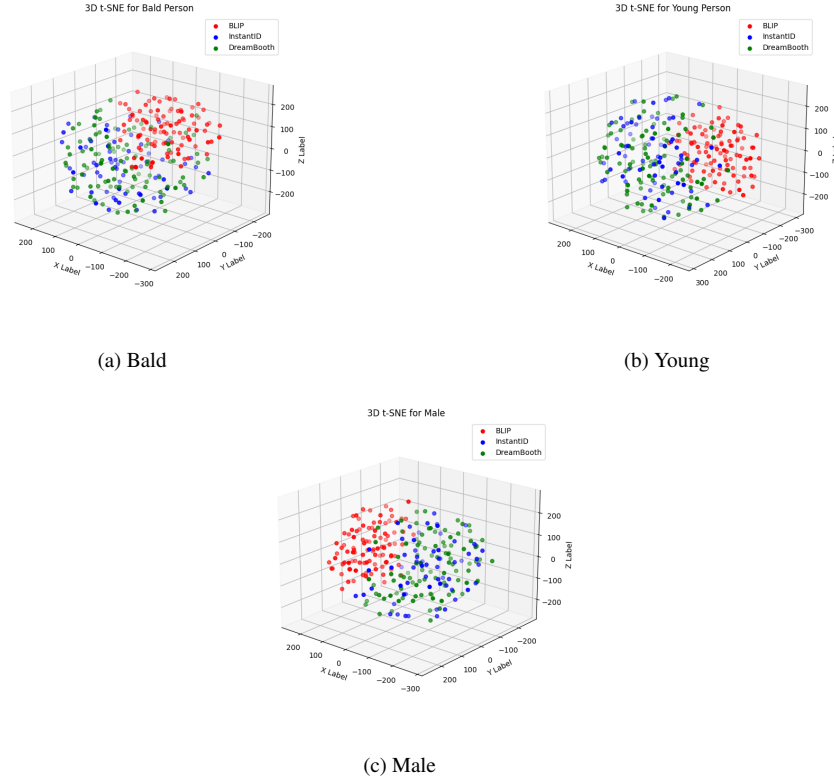 3D t-SNE for Bald Person
BLIP
InstantID
DreamBooth
200
100
0
−100
−200
Z Label
200
100
0
−100
−200
−300
X Label
200
100
0
−100
−200
Y Label
(a) Bald
3D t-SNE for Young Person
BLIP
InstantID
DreamBooth
200
100
0
−100
−200
Z Label
200
100
0
−100
−200
X Label
300
200
100
0
−100
−200
−300
Y Label
(b) Young
3D t-SNE for Male
BLIP
InstantID
DreamBooth
200
100
0
−100
−200
Z Label
200
100
0
−100
−200
−300
X Label
200
100
0
−100
−200
Y Label
(c) Male